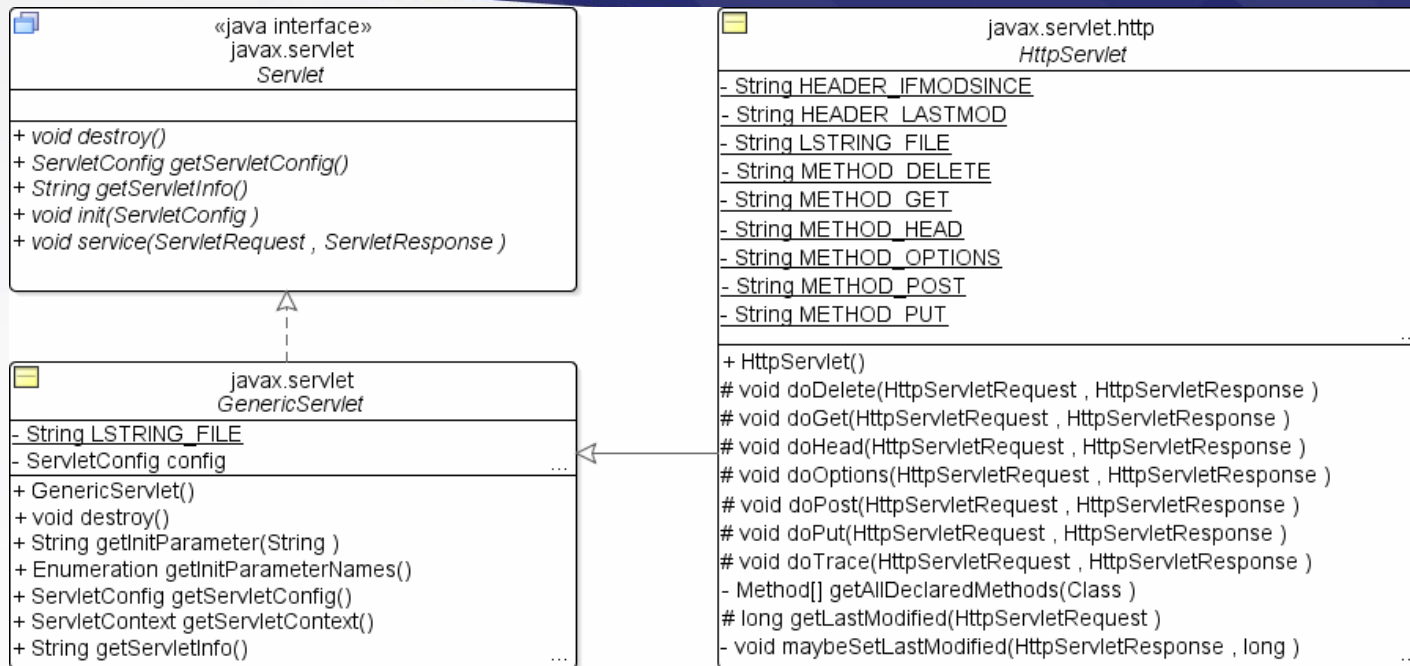 «java interface»
javax.servlet
Servlet
+ void destroy()
+ ServletConfig getServletConfig()
+ String getServletInfo()
+ void init(ServletConfig )
+ void service(ServletRequest , ServletResponse )
javax.servlet
GenericServlet
- String LSTRING_FILE
- ServletConfig config
...
+ GenericServlet()
+ void destroy()
+ String getInitParameter(String )
+ Enumeration getInitParameterNames()
+ ServletConfig getServletConfig()
+ ServletContext getServletContext()
+ String getServletInfo()
...
javax.servlet.http
HttpServlet
- String HEADER_IFMODSINCE
- String HEADER_LASTMOD
- String LSTRING_FILE
- String METHOD_DELETE
- String METHOD_GET
- String METHOD_HEAD
- String METHOD_OPTIONS
- String METHOD_POST
- String METHOD_PUT
...
+ HttpServlet()
# void doDelete(HttpServletRequest , HttpServletResponse )
# void doGet(HttpServletRequest , HttpServletResponse )
# void doHead(HttpServletRequest , HttpServletResponse )
# void doOptions(HttpServletRequest , HttpServletResponse )
# void doPost(HttpServletRequest , HttpServletResponse )
# void doPut(HttpServletRequest , HttpServletResponse )
# void doTrace(HttpServletRequest , HttpServletResponse )
- Method[] getAllDeclaredMethods(Class )
# long getLastModified(HttpServletRequest )
- void maybeSetLastModified(HttpServletResponse , long )
...